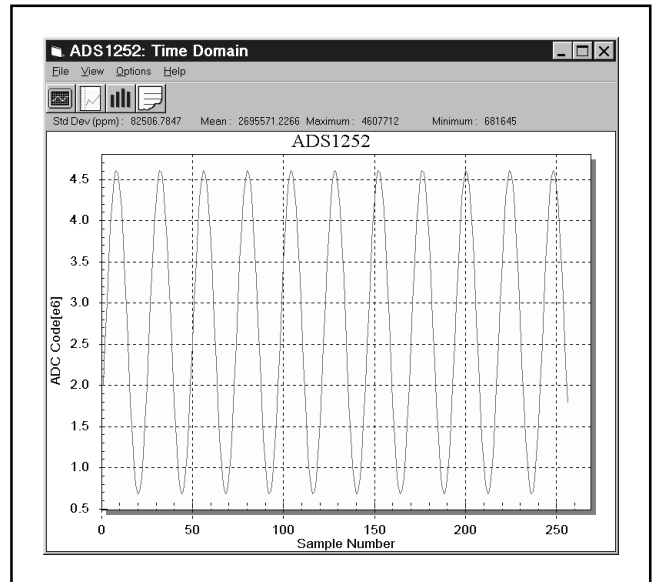 ADS1252: Time Domain
File View Options Help
Std Dev (ppm) : 82506.7847 Mean : 2695571.2266 Maximum : 4607712 Minimum : 681645
ADS1252
4.5
4.0
3.5
3.0
2.5
2.0
1.5
1.0
0.5
ADC Code[e6]
0 50 100 150 200 250
Sample Number